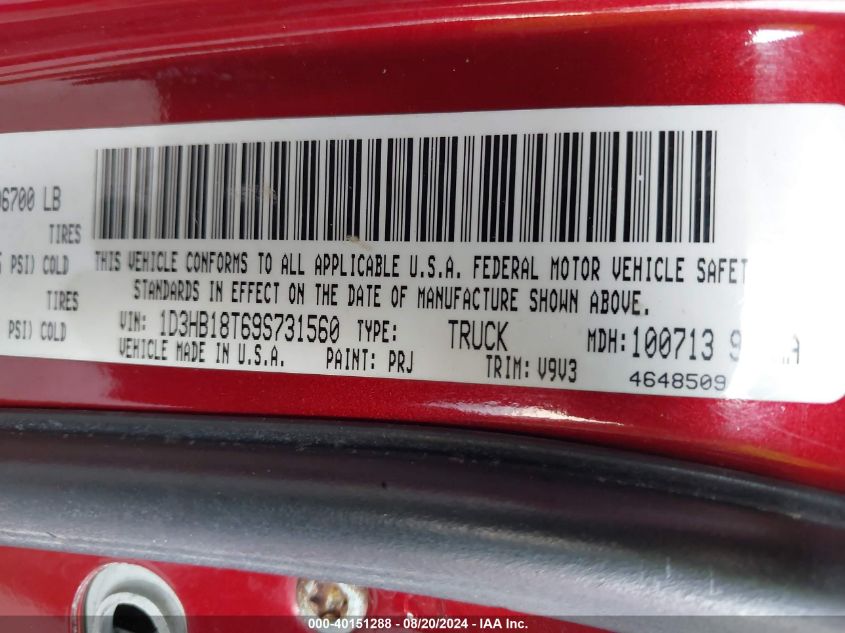 6700 LB
TIRES
PSI) COLD
TIRES
PSI) COLD
THIS VEHICLE CONFORMS TO ALL APPLICABLE U.S.A. FEDERAL MOTOR VEHICLE SAFET
STANDARDS IN EFFECT ON THE DATE OF MANUFACTURE SHOWN ABOVE.
VIN: 1D3HB18T69S731560 TYPE: TRUCK MDH: 100713 9
VEHICLE MADE IN U.S.A. PAINT: PRJ TRIM: V9V3 4648509
000-40151288 - 08/20/2024 - IAA Inc.